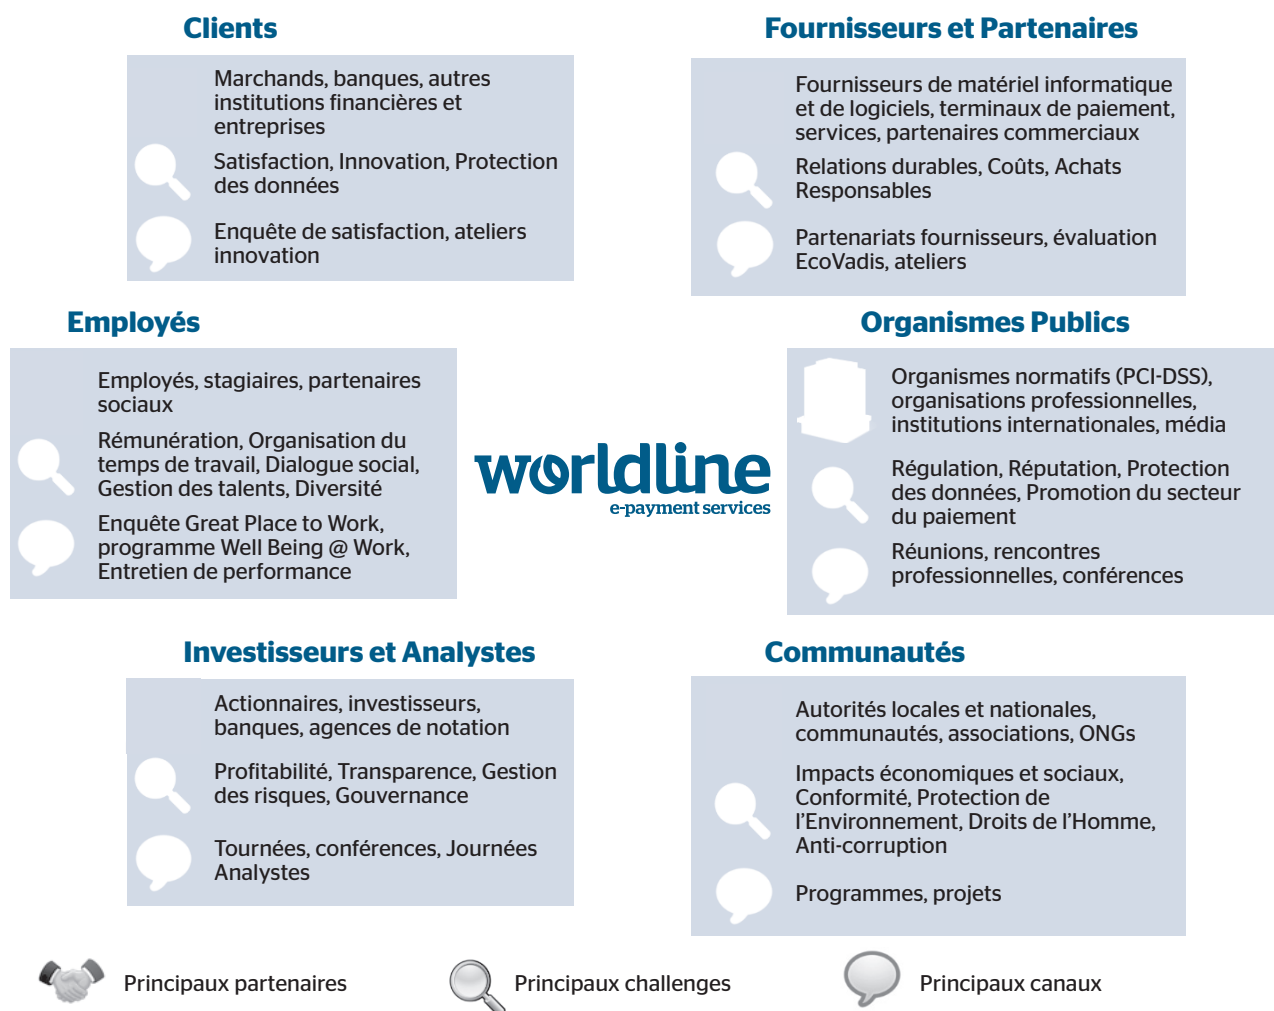 Clients
Marchands, banques, autres
institutions financières et
entreprises
Satisfaction, Innovation, Protection
des données
Enquête de satisfaction, ateliers
innovation
Fournisseurs et Partenaires
Fournisseurs de matériel informatique
et de logiciels, terminaux de paiement,
services, partenaires commerciaux
Relations durables, Coûts, Achats
Responsables
Partenariats fournisseurs, évaluation
EcoVadis, ateliers
Employés
Employés, stagiaires, partenaires
sociaux
Rémunération, Organisation du
temps de travail, Dialogue social,
Gestion des talents, Diversité
Enquête Great Place to Work,
programme Well Being @ Work,
Entretien de performance
worldline
e-payment services
Organismes Publics
Organismes normatifs (PCI-DSS),
organisations professionnelles,
institutions internationales, média
Régulation, Réputation, Protection
des données, Promotion du secteur
du paiement
Réunions, rencontres
professionnelles, conférences
Investisseurs et Analystes
Actionnaires, investisseurs,
banques, agences de notation
Profitabilité, Transparence, Gestion
des risques, Gouvernance
Tournées, conférences, Journées
Analystes
Communautés
Autorités locales et nationales,
communautés, associations, ONGs
Impacts économiques et sociaux,
Conformité, Protection de
l'Environnement, Droits de l'Homme,
Anti-corruption
Programmes, projets
Principaux partenaires
Principaux challenges
Principaux canaux